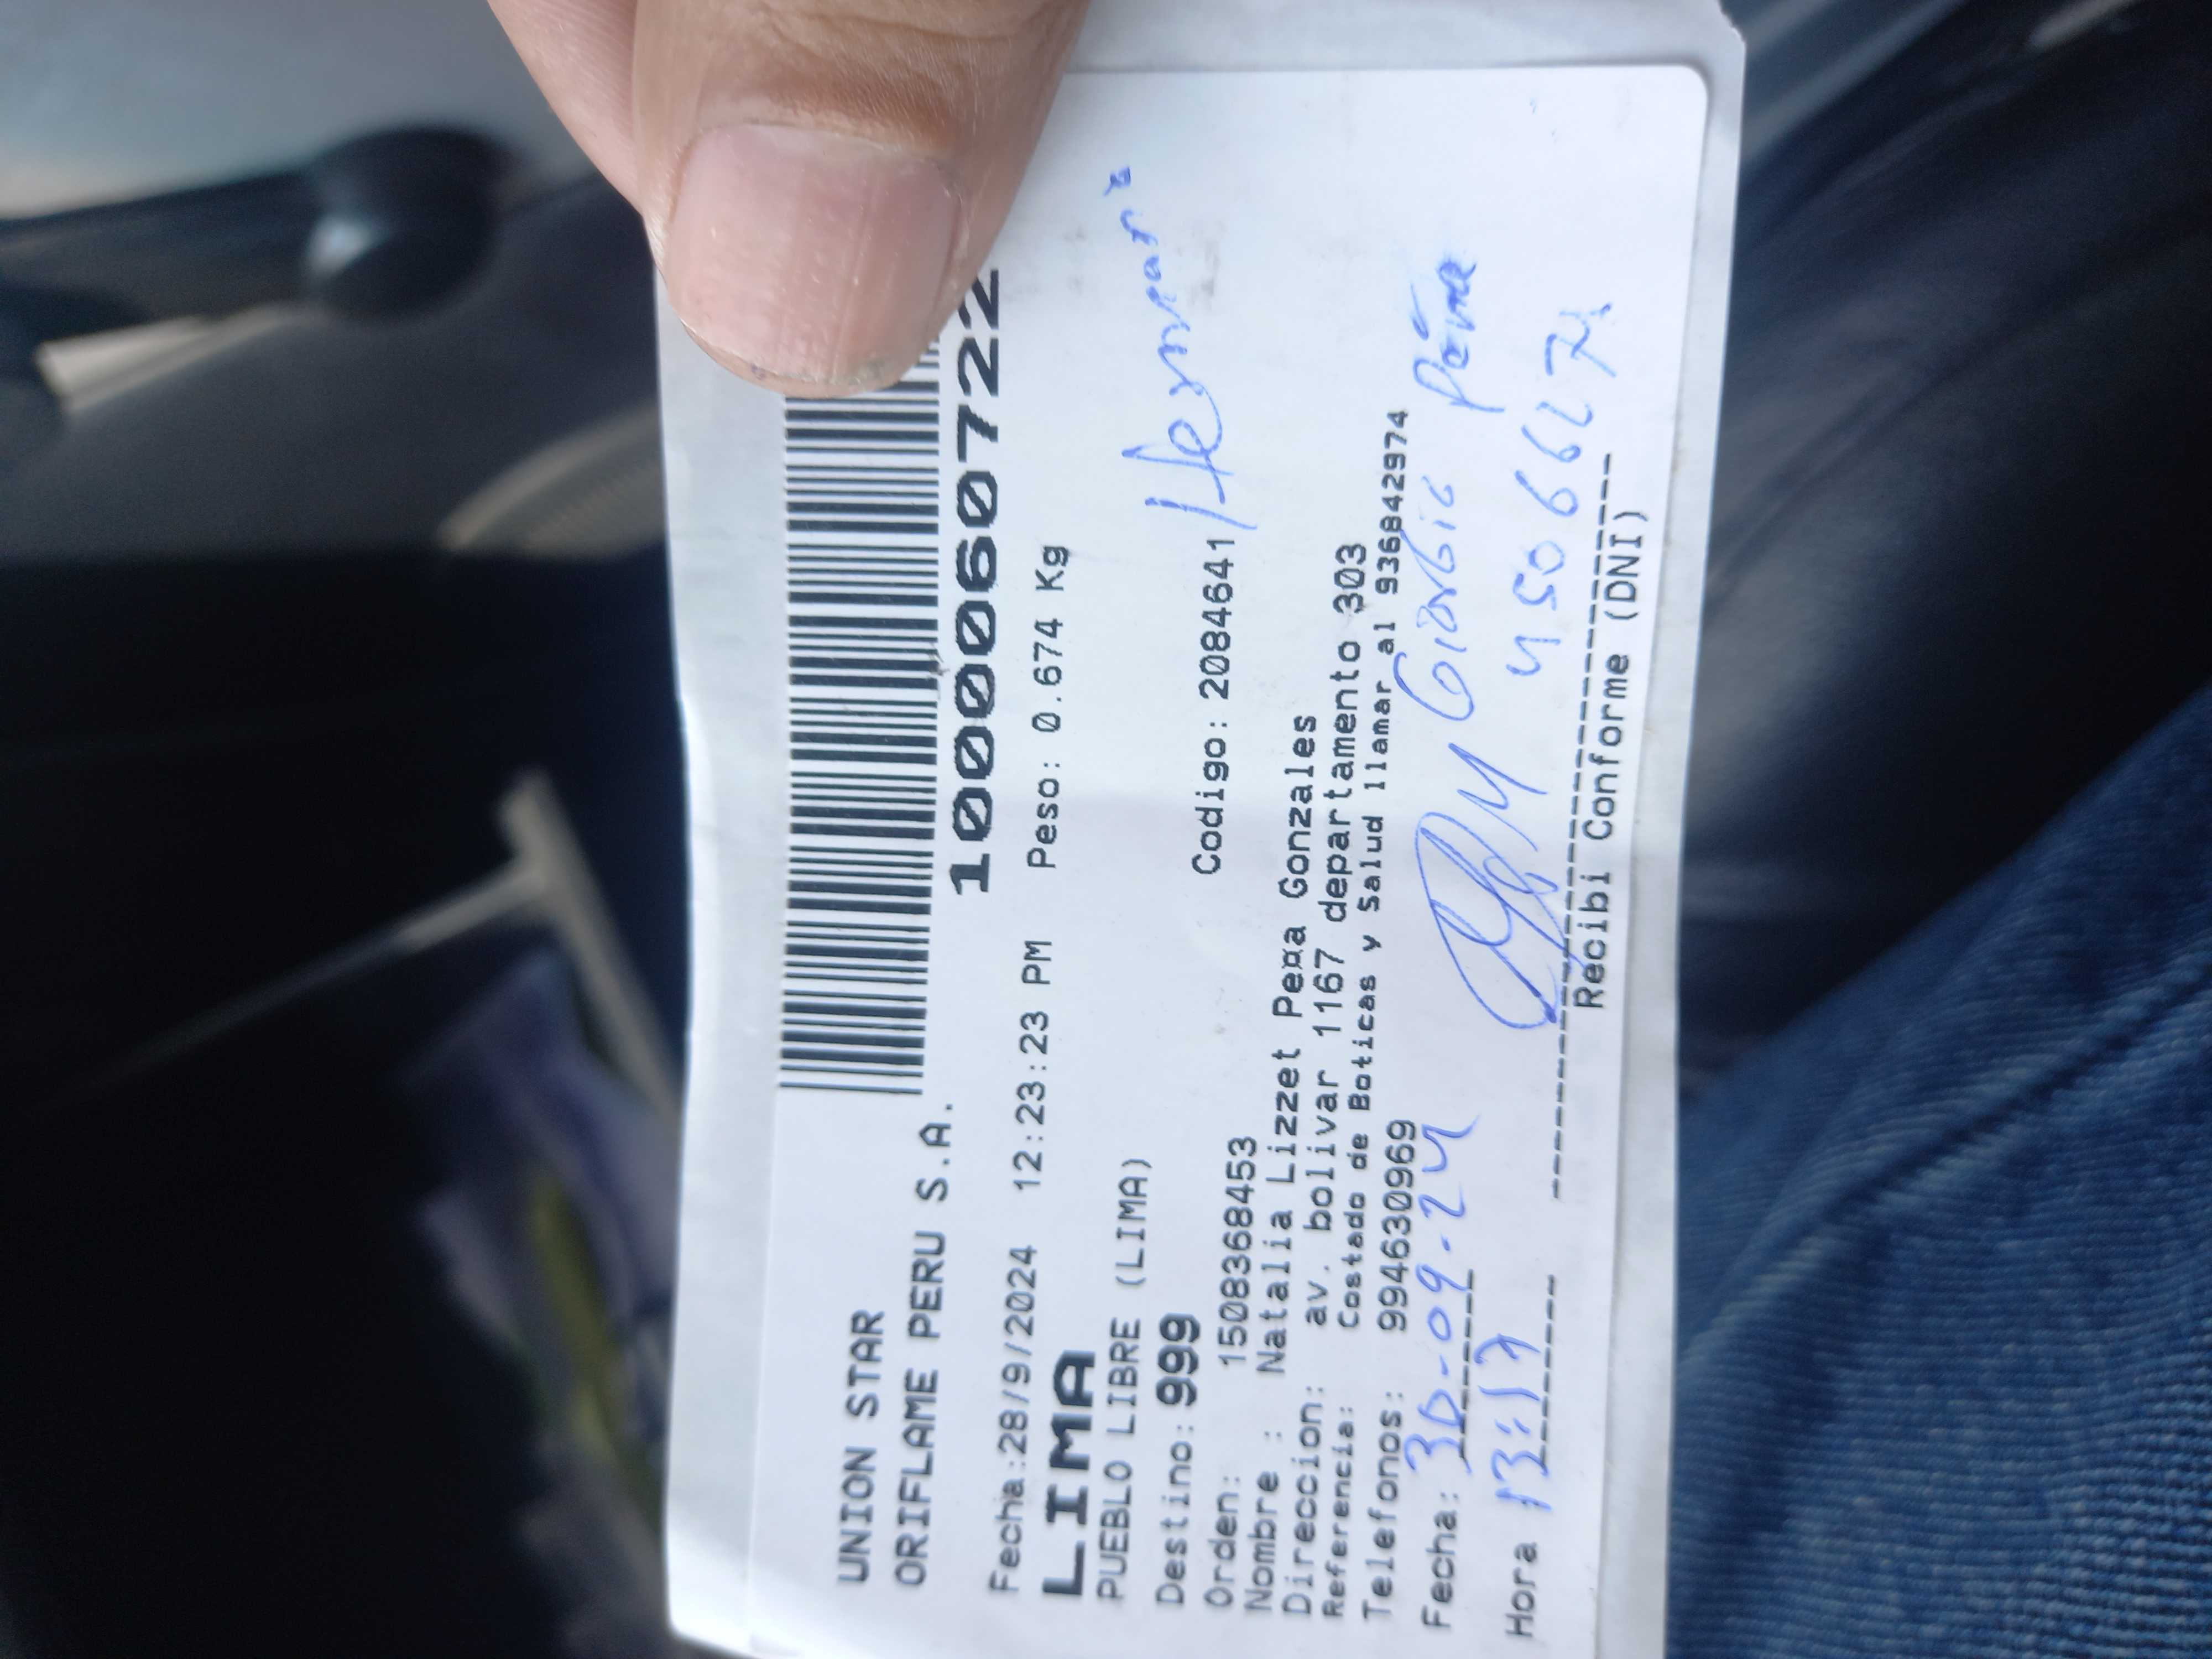 UNION STAR
ORIFLAME PERU S.A.
1000060722
Fecha:28/9/2024 12:23:23 PM Peso: 0.674 Kg
LIMA
PUEBLO LIBRE (LIMA)
Destino: 999
Orden: 1508368453 Codigo: 2084641
Nombre : Natalia Lizzet Pexa Gonzales
Direccion: av. bolivar 1167 departamento 303
Referencia: Costado de Boticas y Salud llamar al 936842974
Telefonos: 994630969
Fecha: 30-09-24
Hora 13:17
Recibi Conforme (DNI)